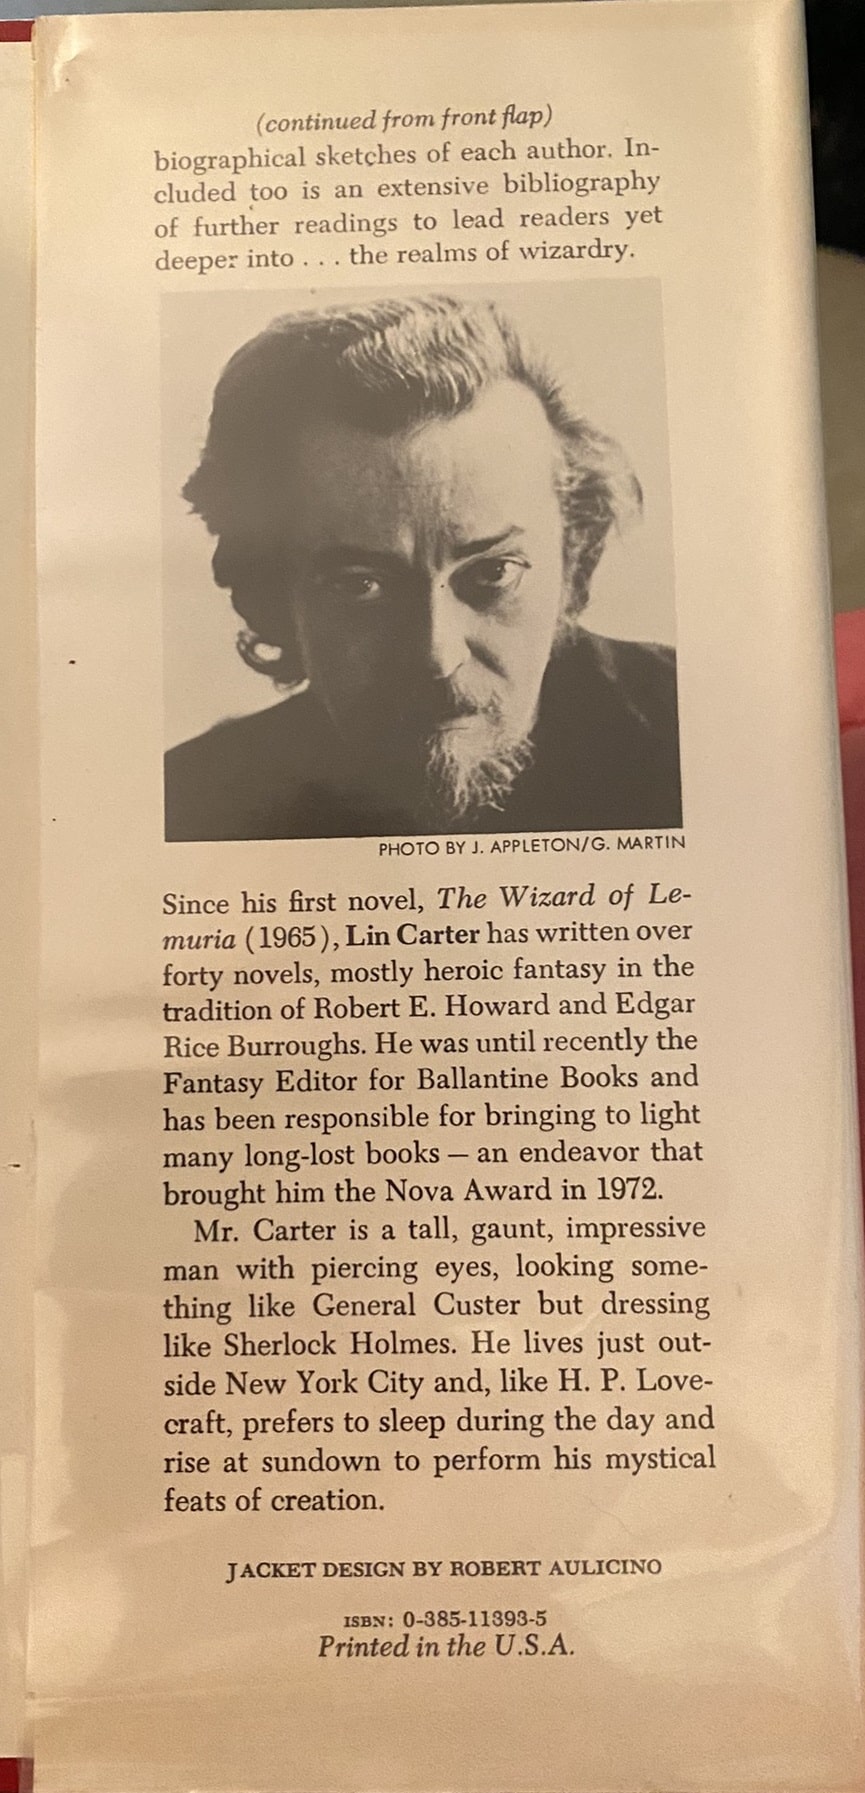 (continued from front flap)
biographical sketches of each author. In-
cluded too is an extensive bibliography
of further readings to lead readers yet
deeper into . . . the realms of wizardry.
PHOTO BY J. APPLETON/G. MARTIN
Since his first novel, The Wizard of Le-
muria (1965), Lin Carter has written over
forty novels, mostly heroic fantasy in the
tradition of Robert E. Howard and Edgar
Rice Burroughs. He was until recently the
Fantasy Editor for Ballantine Books and
has been responsible for bringing to light
many long-lost books — an endeavor that
brought him the Nova Award in 1972.
Mr. Carter is a tall, gaunt, impressive
man with piercing eyes, looking some-
thing like General Custer but dressing
like Sherlock Holmes. He lives just out-
side New York City and, like H. P. Love-
craft, prefers to sleep during the day and
rise at sundown to perform his mystical
feats of creation.
JACKET DESIGN BY ROBERT AULICINO
ISBN: 0-385-11393-5
Printed in the U.S.A.